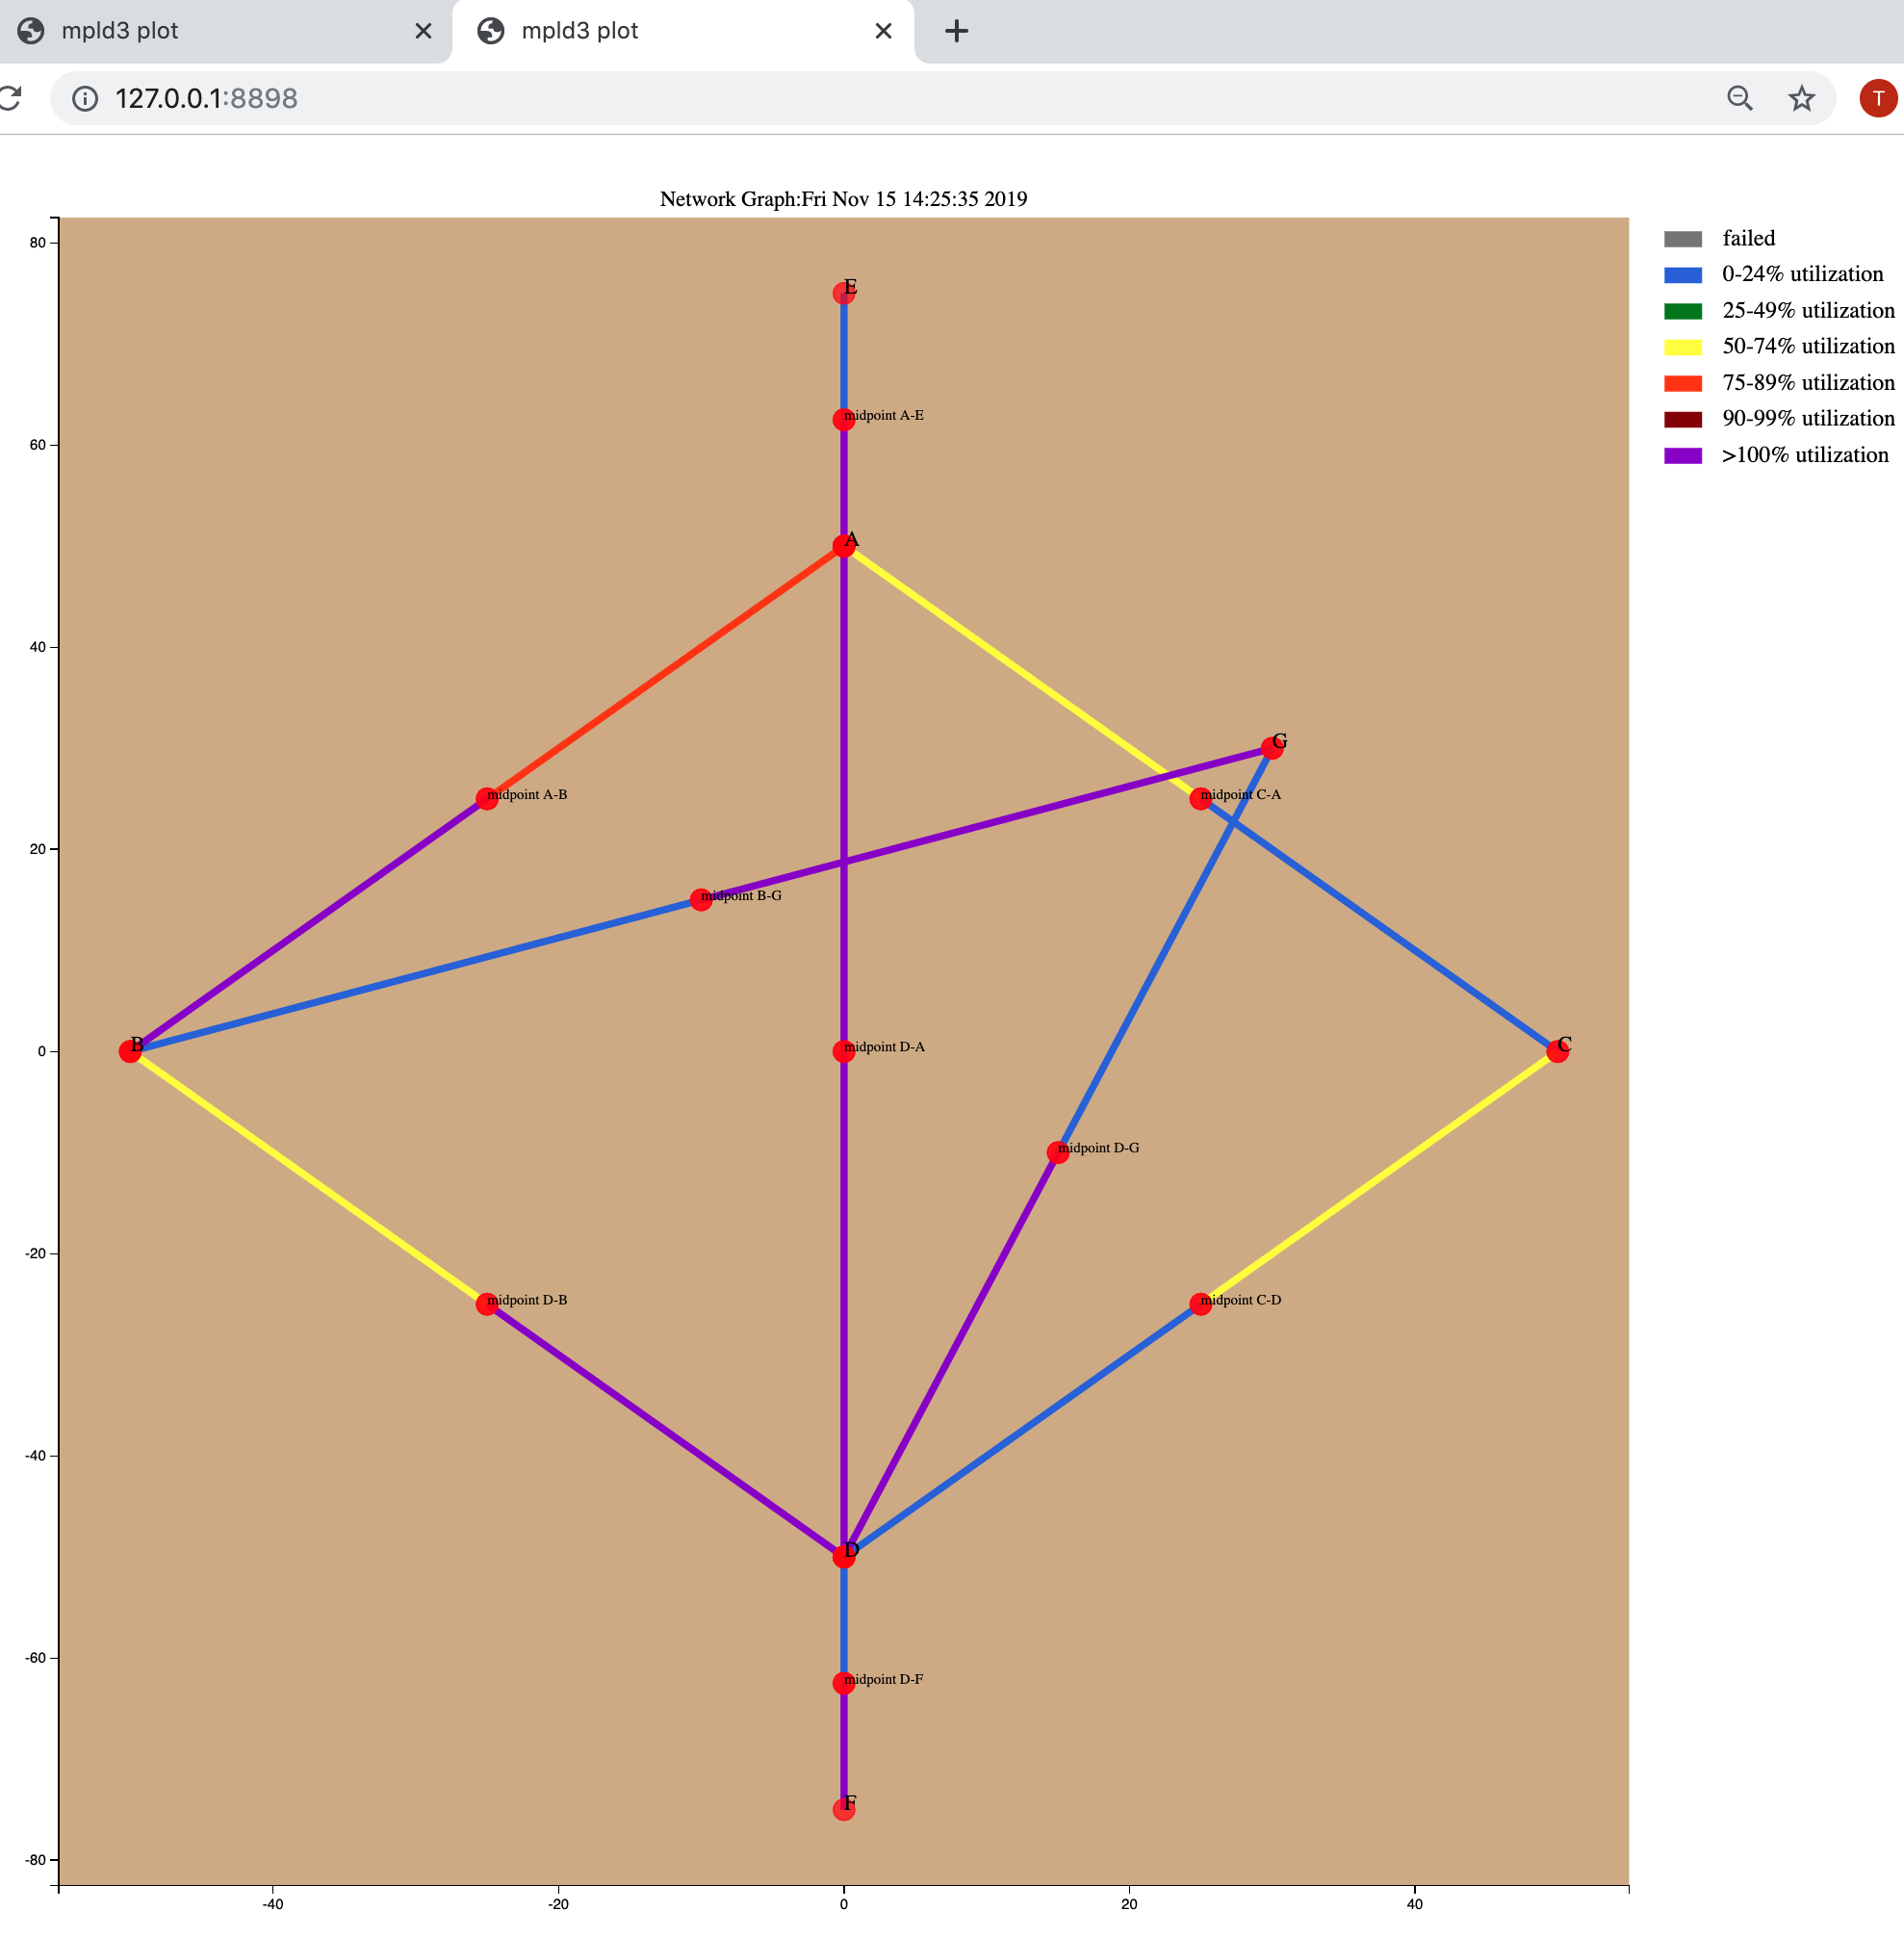 mpld3 plot
mpld3 plot
127.0.0.1:8898
T
Network Graph:Fri Nov 15 14:25:35 2019
failed
0-24% utilization
25-49% utilization
50-74% utilization
75-89% utilization
90-99% utilization
>100% utilization
80
60
40
20
0
-20
-40
-60
-80
E
midpoint A-E
A
G
midpoint A-B
midpoint C-A
midpoint B-G
B
midpoint D-A
C
midpoint D-G
midpoint D-B
midpoint C-D
D
midpoint D-F
F
-40
-20
0
20
40